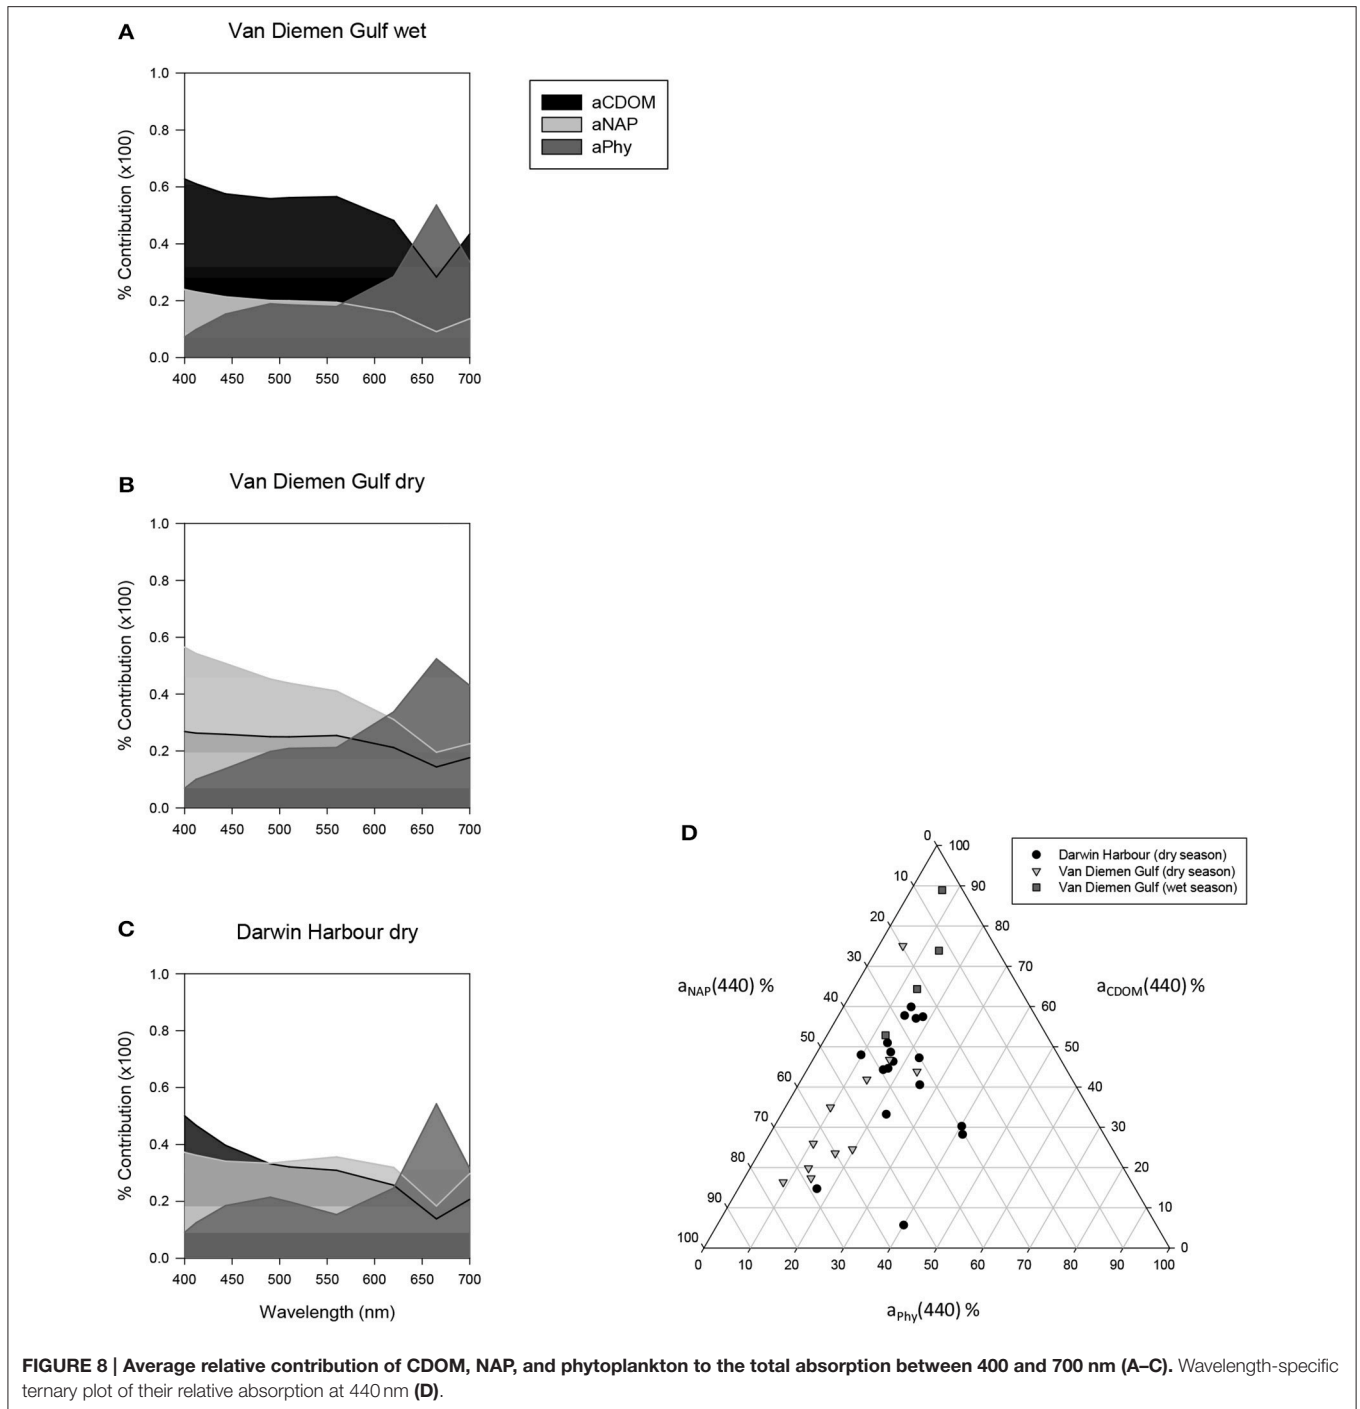 A
Van Diemen Gulf wet
aCDOM
aNAP
aPhy
% Contribution (x100)
1.0
0.8
0.6
0.4
0.2
0.0
400 450 500 550 600 650 700
B
Van Diemen Gulf dry
% Contribution (x100)
1.0
0.8
0.6
0.4
0.2
0.0
400 450 500 550 600 650 700
C
Darwin Harbour dry
% Contribution (x100)
1.0
0.8
0.6
0.4
0.2
0.0
400 450 500 550 600 650 700
Wavelength (nm)
D
Darwin Harbour (dry season)
Van Diemen Gulf (dry season)
Van Diemen Gulf (wet season)
aNAP(440) %
0
10
20
30
40
50
60
70
80
90
100
aCDOM(440) %
100
90
80
70
60
50
40
30
20
10
0
0 10 20 30 40 50 60 70 80 90 100
aPhy(440) %
FIGURE 8 | Average relative contribution of CDOM, NAP, and phytoplankton to the total absorption between 400 and 700 nm (A–C). Wavelength-specific
ternary plot of their relative absorption at 440 nm (D).